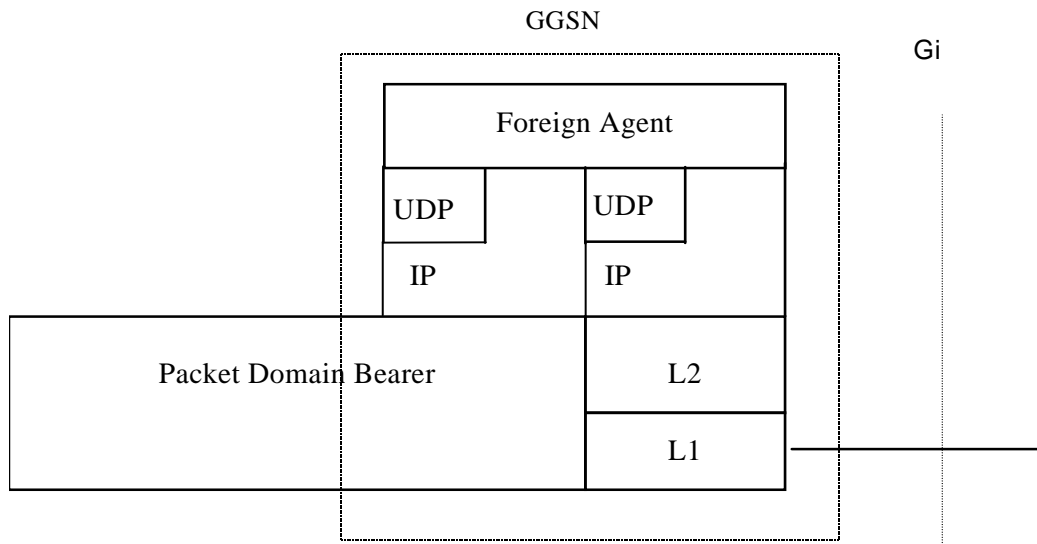 GGSN
Gi
Foreign Agent
UDP
UDP
IP
IP
Packet Domain Bearer
L2
L1